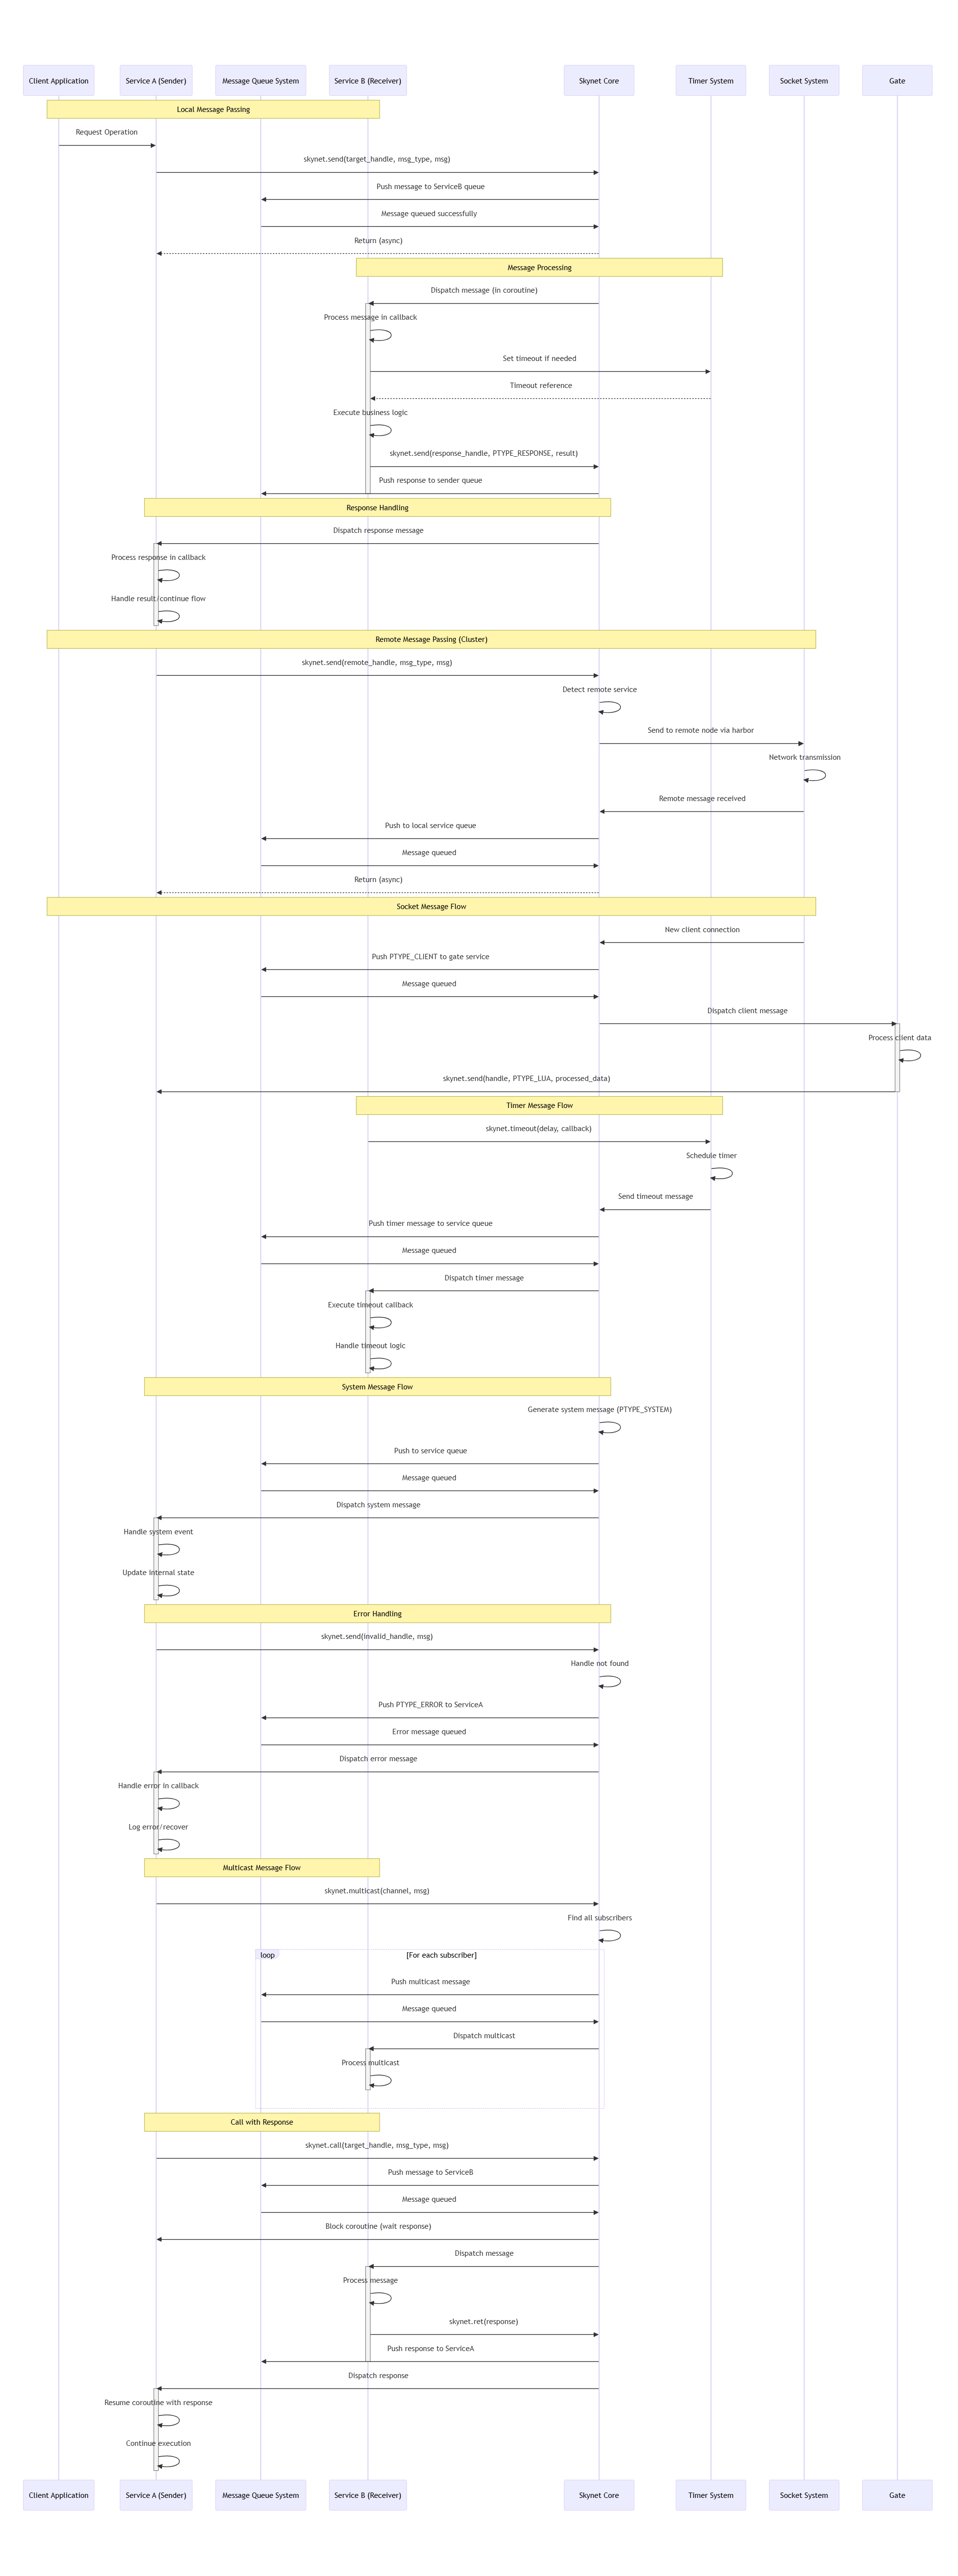 Client Application
Service A (Sender)
Message Queue System
Service B (Receiver)
Skynet Core
Timer System
Socket System
Gate
Local Message Passing
Request Operation
skynet.send(target_handle, msg_type, msg)
Push message to ServiceB queue
Message queued successfully
Return (async)
Message Processing
Dispatch message (in coroutine)
Process message in callback
Set timeout if needed
Timeout reference
Execute business logic
skynet.send(response_handle, PTYPE_RESPONSE, result)
Push response to sender queue
Response Handling
Dispatch response message
Process response in callback
Handle result/continue flow
Remote Message Passing (Cluster)
skynet.send(remote_handle, msg_type, msg)
Detect remote service
Send to remote node via harbor
Network transmission
Remote message received
Push to local service queue
Message queued
Return (async)
Socket Message Flow
New client connection
Push PTYPE_CLIENT to gate service
Message queued
Dispatch client message
Process client data
skynet.send(handle, PTYPE_LUA, processed_data)
Timer Message Flow
skynet.timeout(delay, callback)
Schedule timer
Send timeout message
Push timer message to service queue
Message queued
Dispatch timer message
Execute timeout callback
Handle timeout logic
System Message Flow
Generate system message (PTYPE_SYSTEM)
Push to service queue
Message queued
Dispatch system message
Handle system event
Update internal state
Error Handling
skynet.send(invalid_handle, msg)
Handle not found
Push PTYPE_ERROR to ServiceA
Error message queued
Dispatch error message
Handle error in callback
Log error/recover
Multicast Message Flow
skynet.multicast(channel, msg)
Find all subscribers
loop
[For each subscriber]
Push multicast message
Message queued
Dispatch multicast
Process multicast
Call with Response
skynet.call(target_handle, msg_type, msg)
Push message to ServiceB
Message queued
Block coroutine (wait response)
Dispatch message
Process message
skynet.ret(response)
Push response to ServiceA
Dispatch response
Resume coroutine with response
Continue execution
Client Application
Service A (Sender)
Message Queue System
Service B (Receiver)
Skynet Core
Timer System
Socket System
Gate